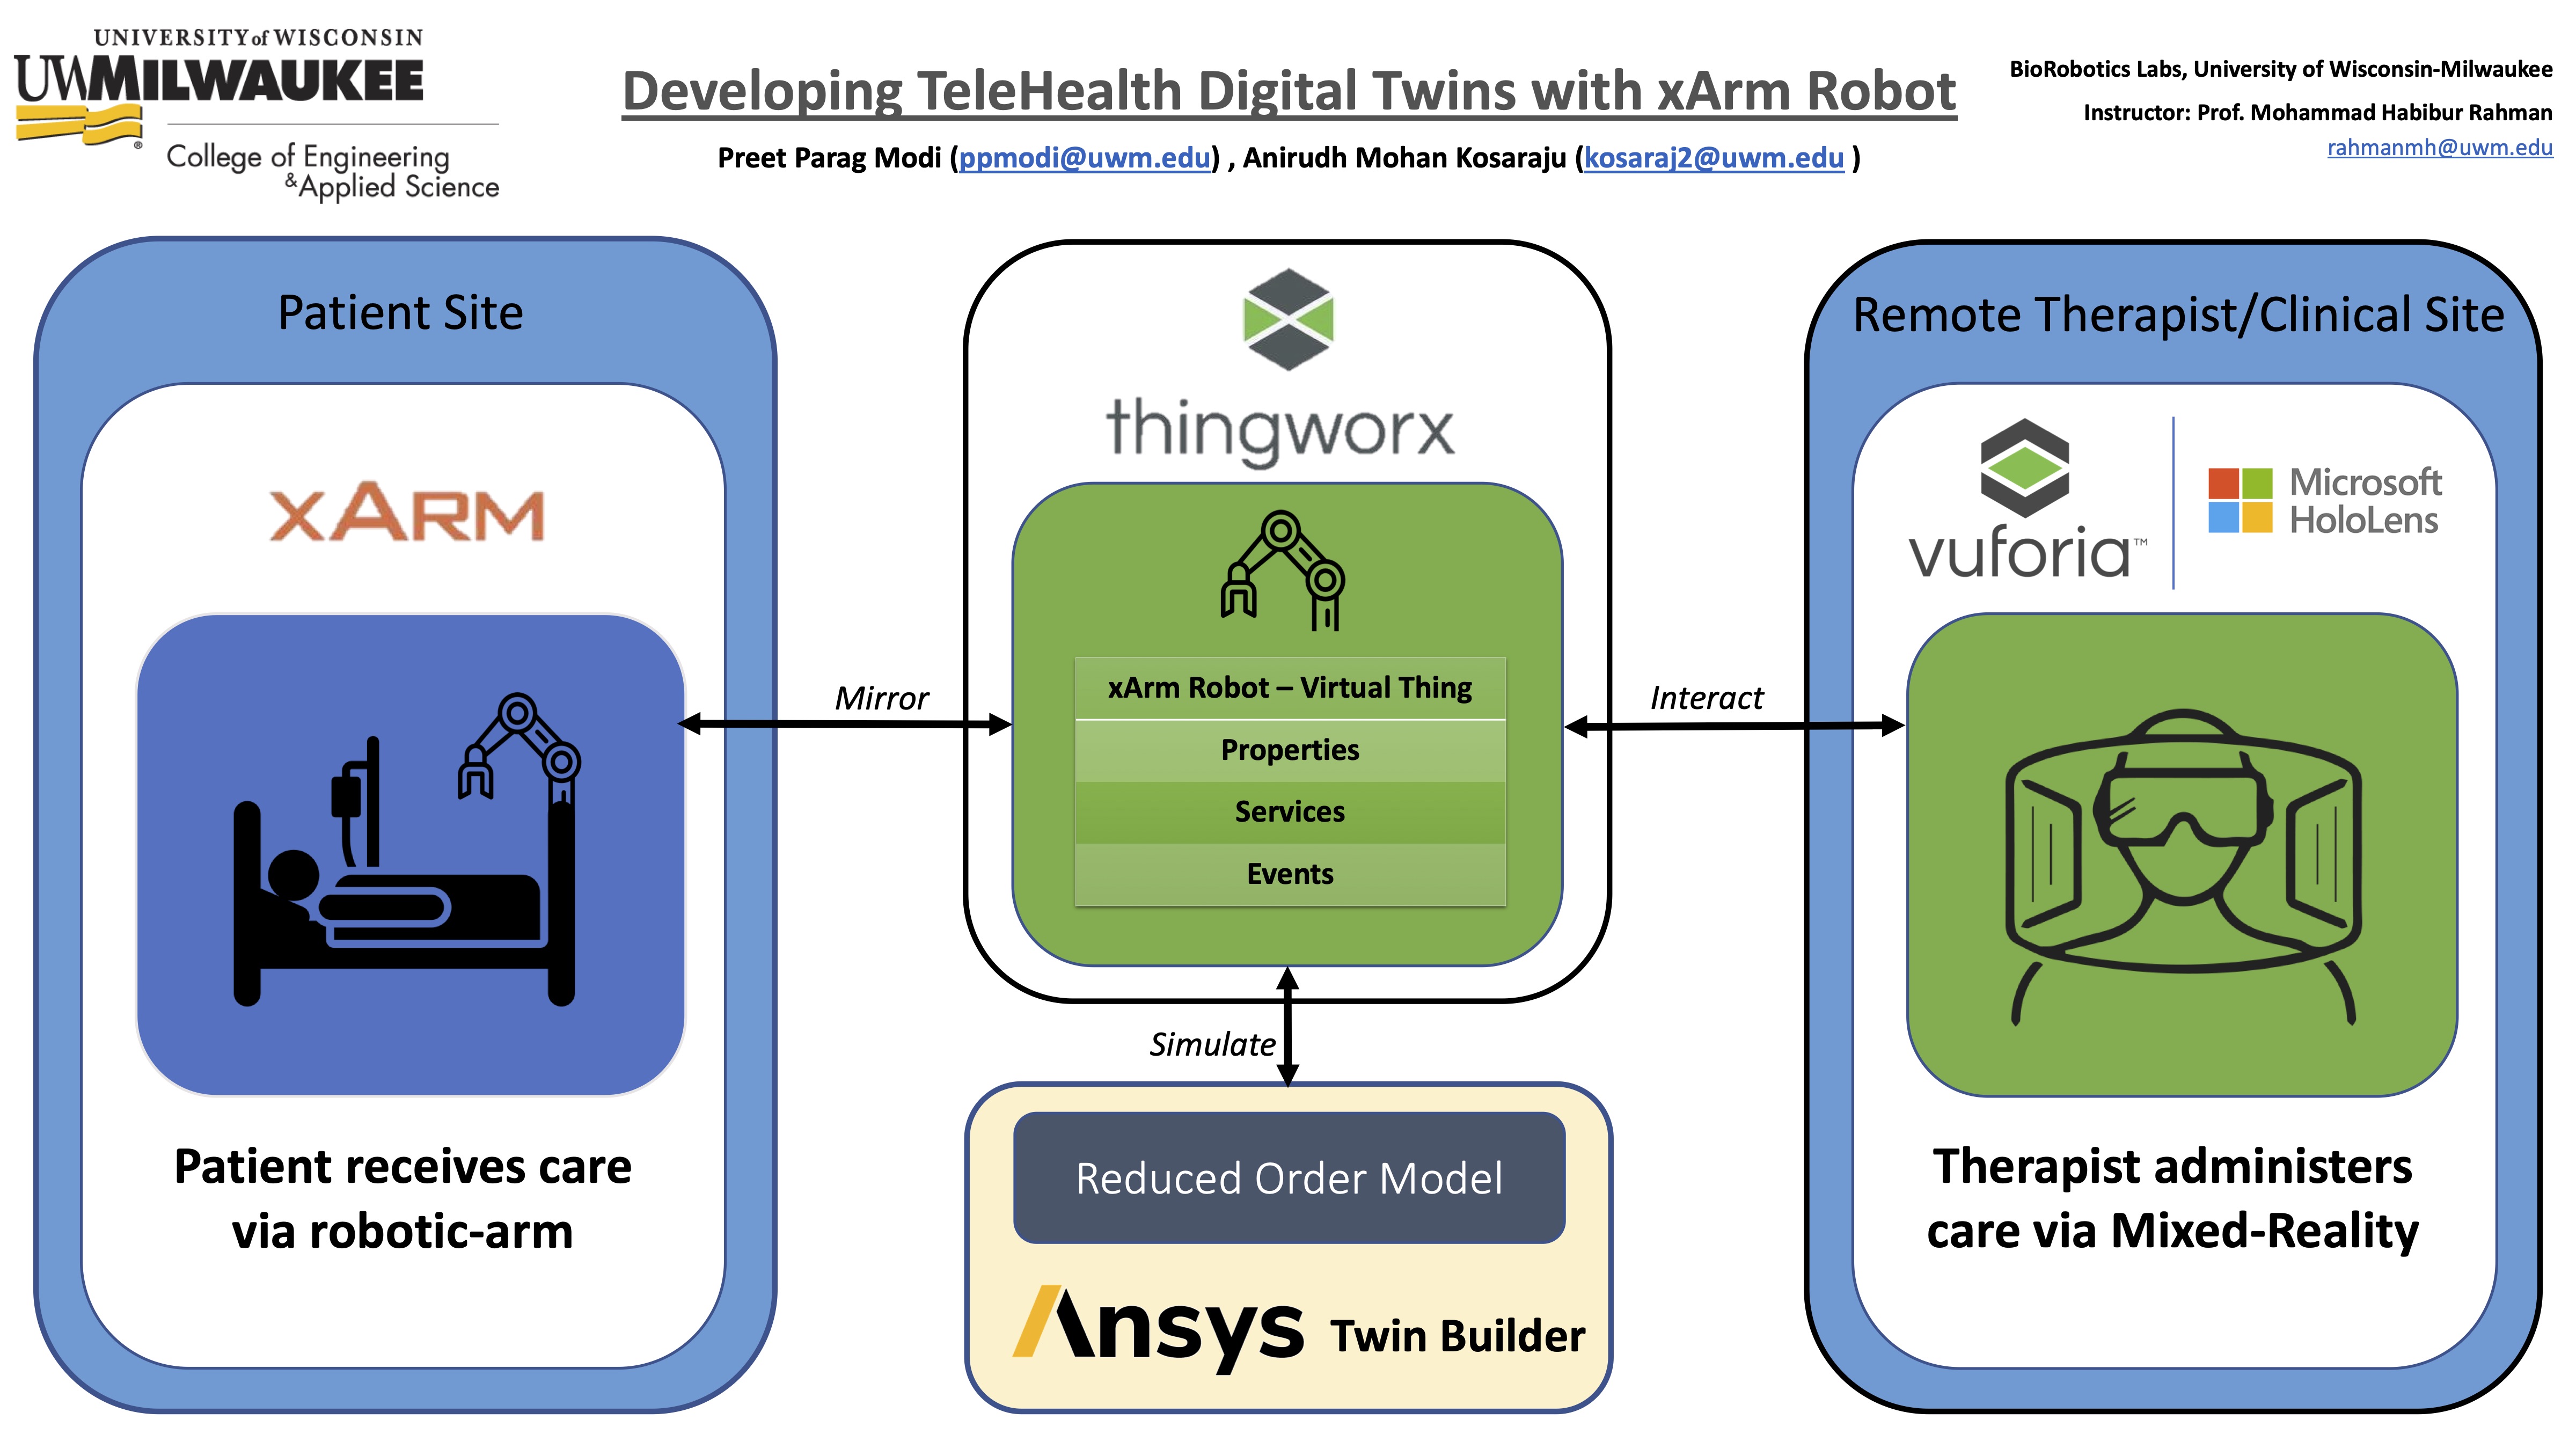 UNIVERSITY of WISCONSIN
UWMILWAUKEE
®
College of Engineering
& Applied Science
Developing TeleHealth Digital Twins with xArm Robot
Preet Parag Modi (ppmodi@uwm.edu) , Anirudh Mohan Kosaraju (kosaraj2@uwm.edu )
BioRobotics Labs, University of Wisconsin-Milwaukee
Instructor: Prof. Mohammad Habibur Rahman
rahmanmh@uwm.edu
Patient Site
xARM
Patient receives care
via robotic-arm
Mirror
thingworx
xArm Robot – Virtual Thing
Properties
Services
Events
Simulate
Reduced Order Model
Ansys Twin Builder
Interact
Remote Therapist/Clinical Site
vuforia™
Microsoft
HoloLens
Therapist administers
care via Mixed-Reality